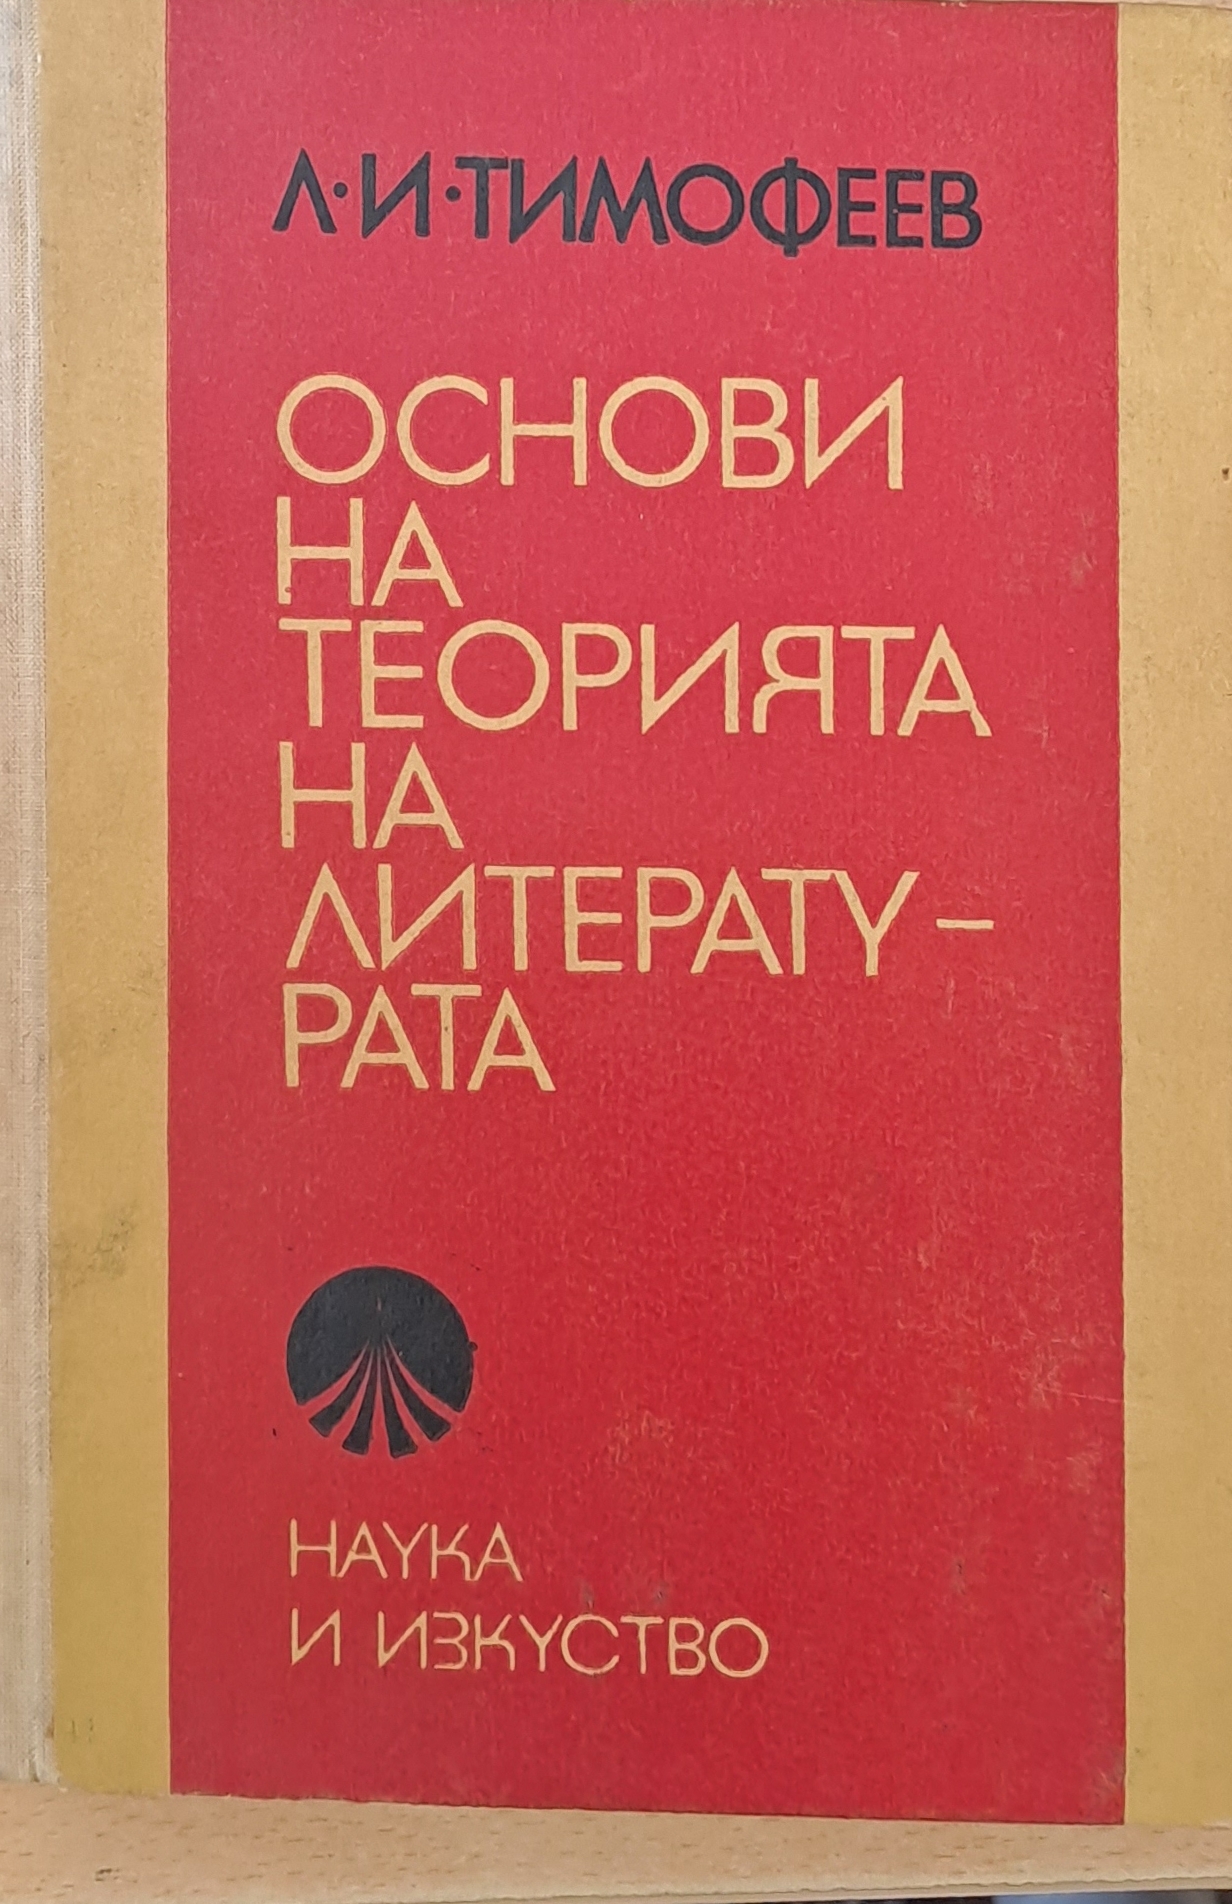 Л·И·ТИМОФЕЕВ
ОСНОВИ
НА
ТЕОРИЯТА
НА
ЛИТЕРАТУ-
РАТА
НАУКА
И ИЗКУСТВО